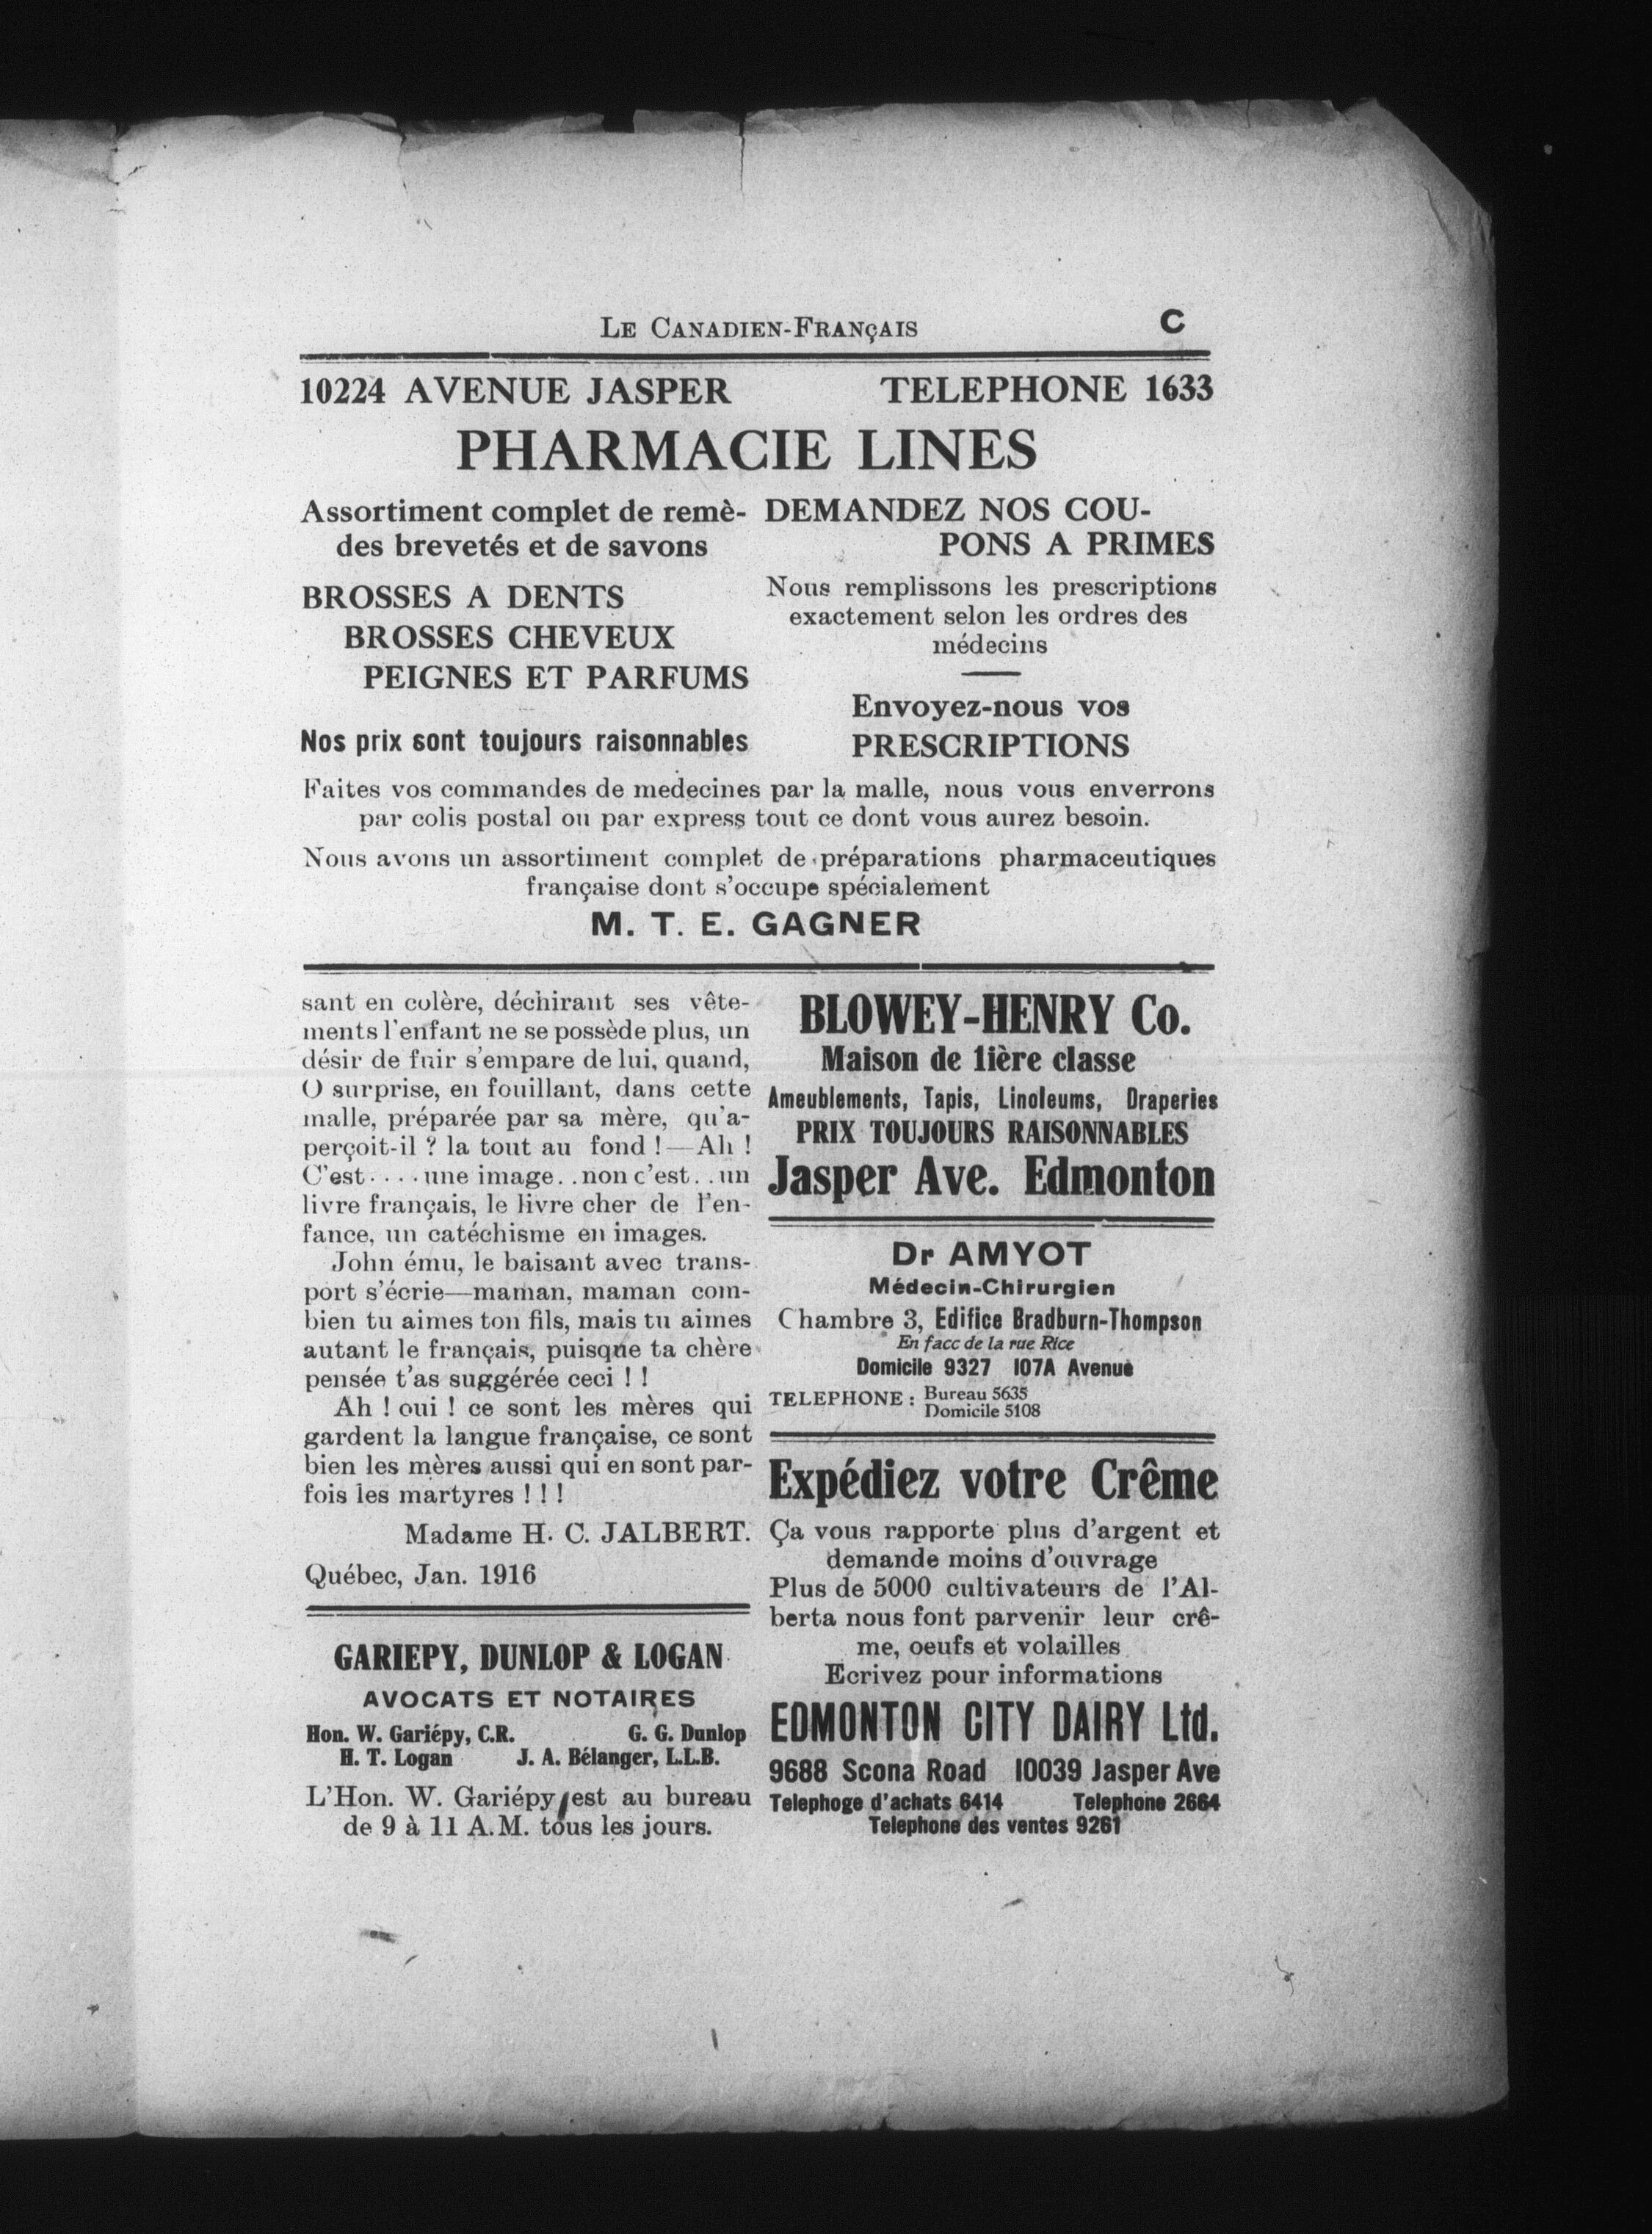 LE CANADIEN-FRANçAIS
C
10224 AVENUE JASPER TELEPHONE 1633
PHARMACIE LINES
Assortiment complet de remè-
des brevetés et de savons
BROSSES A DENTS
BROSSES CHEVEUX
PEIGNES ET PARFUMS
Nos prix sont toujours raisonnables
DEMANDEZ NOS COU-
PONS A PRIMES
Nous remplissons les prescriptions
exactement selon les ordres des
médecins
Envoyez-nous vos
PRESCRIPTIONS
Faites vos commandes de medecines par la malle, nous vous enverrons
par colis postal ou par express tout ce dont vous aurez besoin.
Nous avons un assortiment complet de préparations pharmaceutiques
française dont s'occupe spécialement
M. T. E. GAGNER
sant en colère, déchirant ses vête-
ments l'enfant ne se possède plus, un
désir de fuir s'empare de lui, quand,
O surprise, en fouillant, dans cette
malle, préparée par sa mère, qu'a-
perçoit-il ? la tout au fond !—Ah !
C'est....une image..non c'est..un
livre français, le livre cher de l'en-
fance, un catéchisme en images.
John ému, le baisant avec trans-
port s'écrie—maman, maman com-
bien tu aimes ton fils, mais tu aimes
autant le français, puisque ta chère
pensée t'as suggérée ceci ! !
Ah ! oui ! ce sont les mères qui
gardent la langue française, ce sont
bien les mères aussi qui en sont par-
fois les martyres ! ! !
Madame H. C. JALBERT.
Québec, Jan. 1916
GARIEPY, DUNLOP & LOGAN
AVOCATS ET NOTAIRES
Hon. W. Gariépy, C.R. G. G. Dunlop
H. T. Logan J. A. Bélanger, L.L.B.
L'Hon. W. Gariépy est au bureau
de 9 à 11 A.M. tous les jours.
BLOWEY-HENRY Co.
Maison de 1ière classe
Ameublements, Tapis, Linoleums, Draperies
PRIX TOUJOURS RAISONNABLES
Jasper Ave. Edmonton
Dr AMYOT
Médecin-Chirurgien
Chambre 3, Edifice Bradburn-Thompson
En facc de la rue Rice
Domicile 9327 107A Avenue
TELEPHONE : Bureau 5635
Domicile 5108
Expédiez votre Crême
Ça vous rapporte plus d'argent et
demande moins d'ouvrage
Plus de 5000 cultivateurs de l'Al-
berta nous font parvenir leur crê-
me, oeufs et volailles
Ecrivez pour informations
EDMONTON CITY DAIRY Ltd.
9688 Scona Road 10039 Jasper Ave
Telephoge d'achats 6414 Telephone 2664
Telephone des ventes 9261